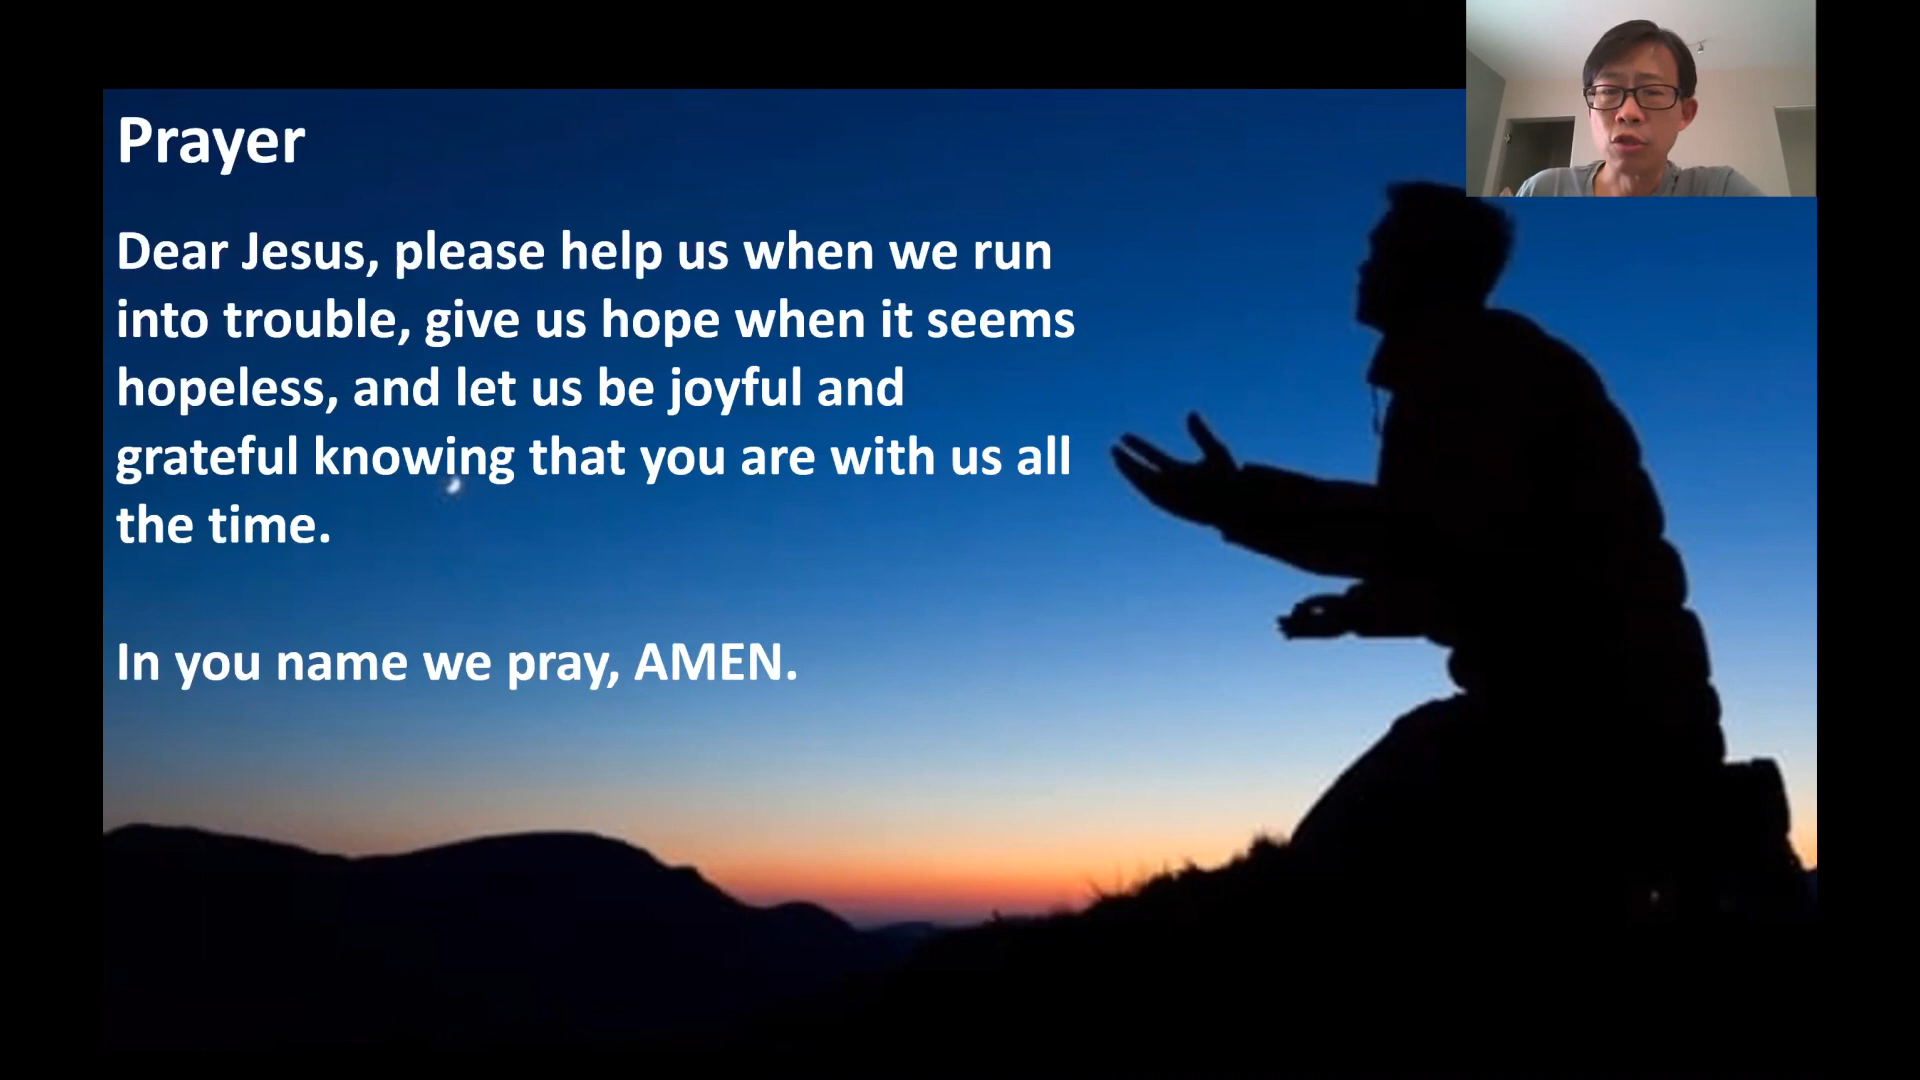 Prayer
Dear Jesus, please help us when we run
into trouble, give us hope when it seems
hopeless, and let us be joyful and
grateful knowing that you are with us all
the time.
In you name we pray, AMEN.